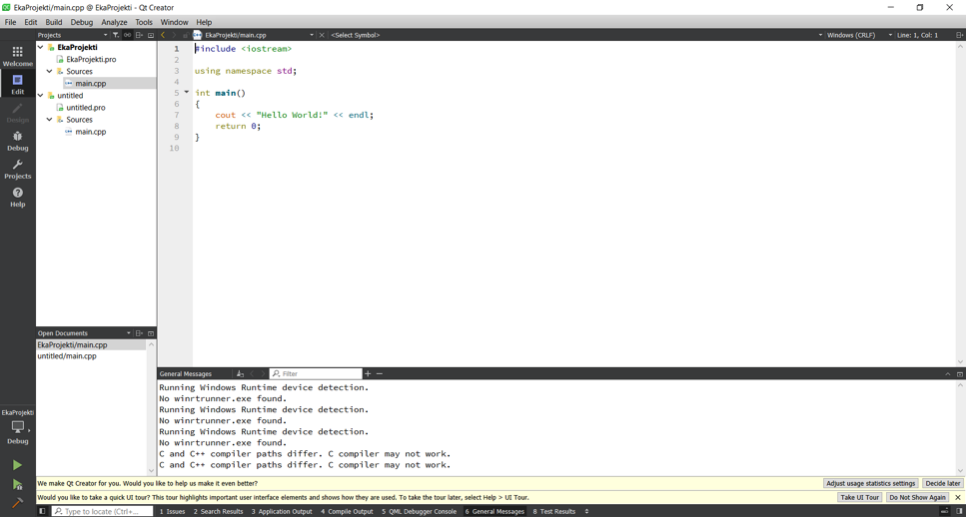 EkaProjekti/main.cpp @ EkaProjekti - Qt Creator
File Edit Build Debug Analyze Tools Window Help
Projects
EkaProjekti/main.cpp
<Select Symbol>
Windows (CRLF)
Line: 1, Col: 1
Welcome
Edit
Design
Debug
Projects
Help
EkaProjekti
EkaProjekti.pro
Sources
main.cpp
untitled
untitled.pro
Sources
main.cpp
1 #include <iostream>
2
3 using namespace std;
4
5 int main()
6 {
7 cout << "Hello World!" << endl;
8 return 0;
9 }
10
Open Documents
EkaProjekti/main.cpp
untitled/main.cpp
EkaProjekti
Debug
General Messages
Filter
Running Windows Runtime device detection.
No winrtrunner.exe found.
Running Windows Runtime device detection.
No winrtrunner.exe found.
Running Windows Runtime device detection.
No winrtrunner.exe found.
C and C++ compiler paths differ. C compiler may not work.
C and C++ compiler paths differ. C compiler may not work.
We make Qt Creator for you. Would you like to help us make it even better?
Adjust usage statistics settings
Decide later
Would you like to take a quick UI tour? This tour highlights important user interface elements and shows how they are used. To take the tour later, select Help > UI Tour.
Take UI Tour
Do Not Show Again
Type to locate (Ctrl+...
1 Issues
2 Search Results
3 Application Output
4 Compile Output
5 QML Debugger Console
6 General Messages
8 Test Results